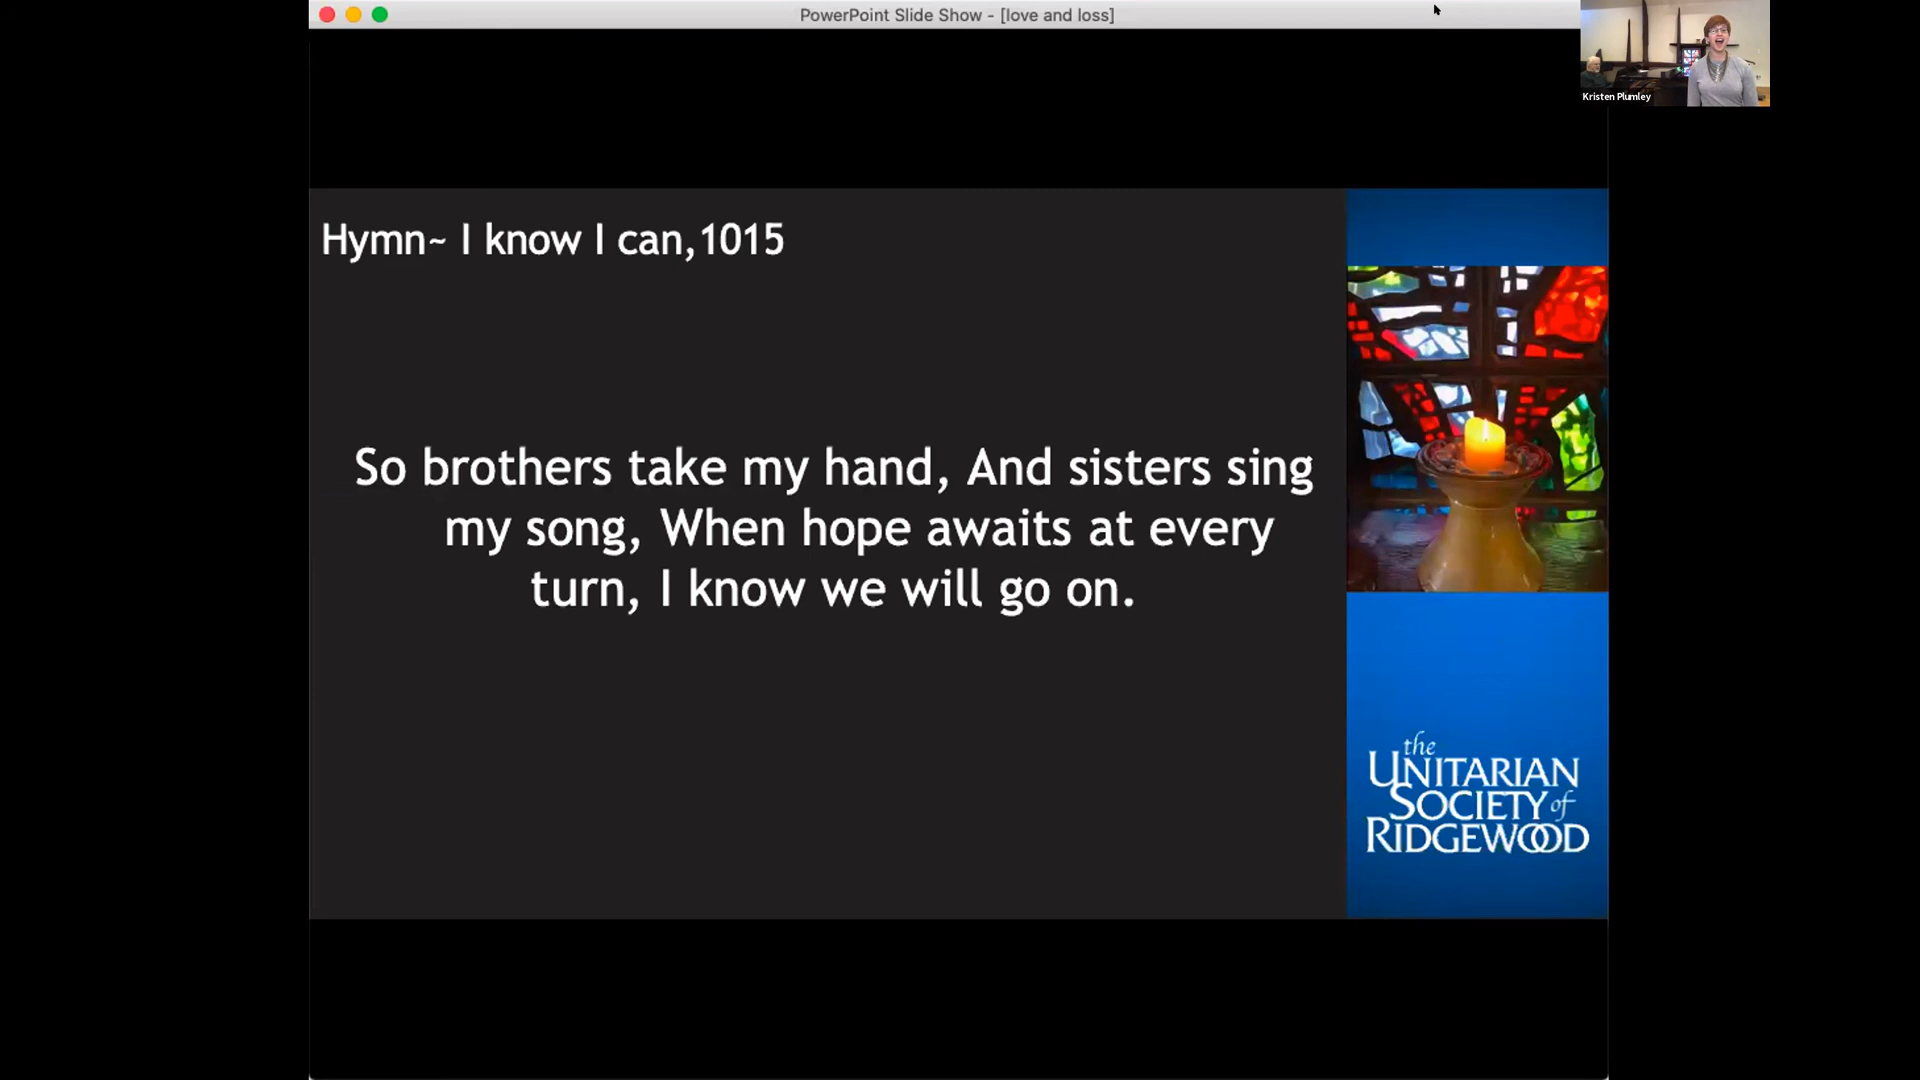 PowerPoint Slide Show - [love and loss]
Kristen Plumley
Hymn~ I know I can,1015
So brothers take my hand, And sisters sing
my song, When hope awaits at every
turn, I know we will go on.
the
UNITARIAN
SOCIETY of
RIDGEWOOD